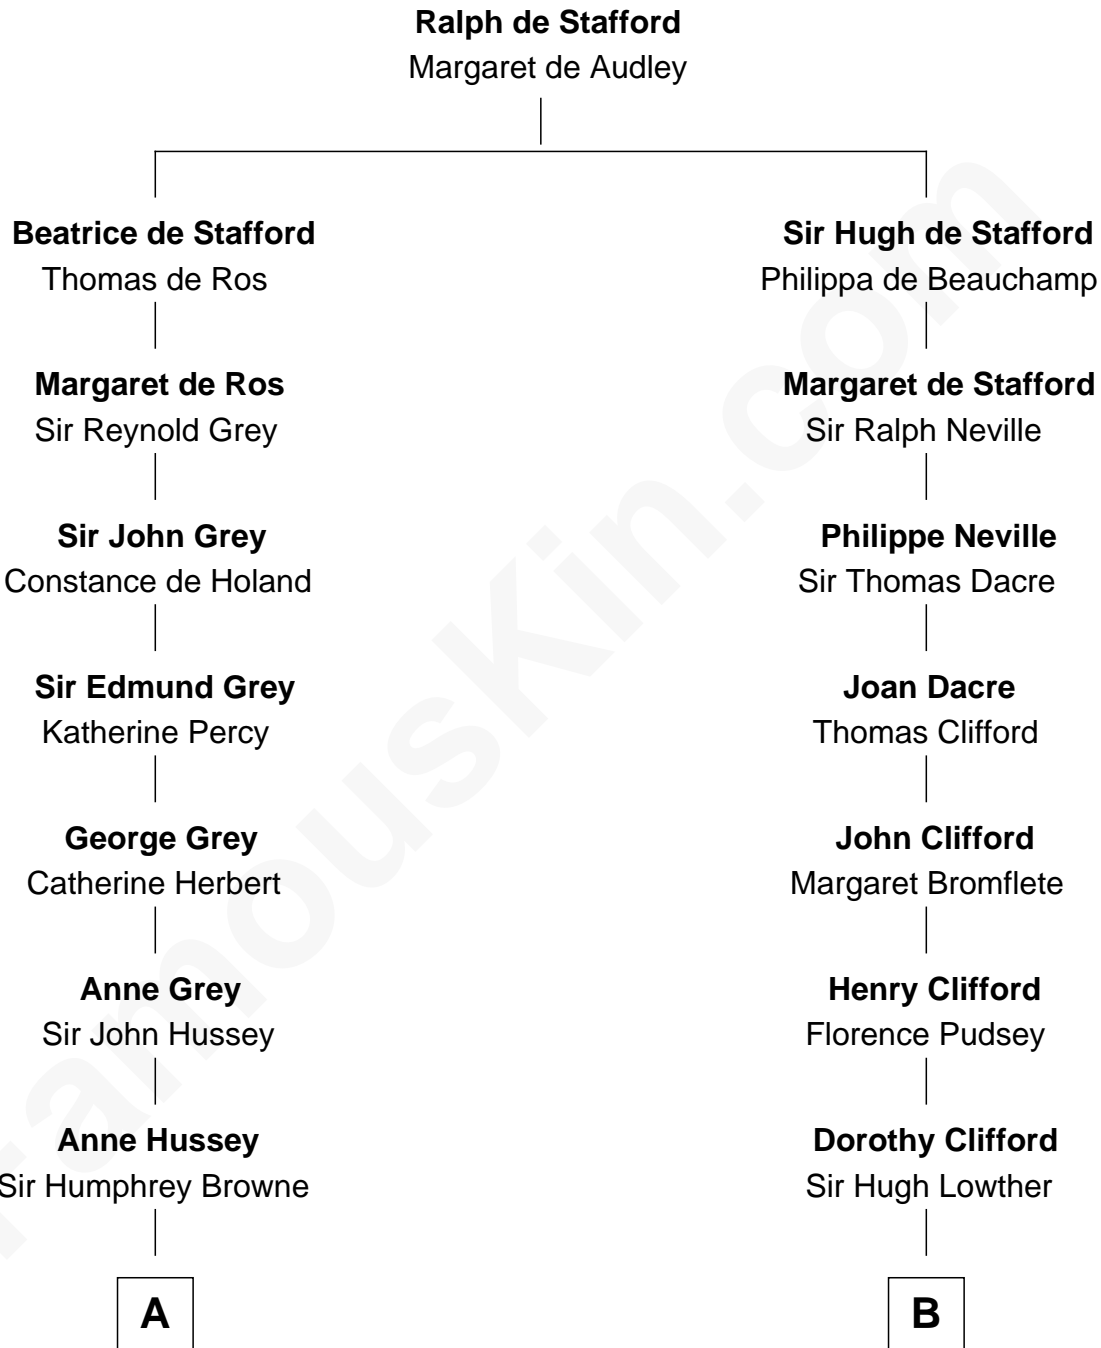 Ralph de Stafford
Margaret de Audley
Beatrice de Stafford
Thomas de Ros
Sir Hugh de Stafford
Philippa de Beauchamp
Margaret de Ros
Sir Reynold Grey
Margaret de Stafford
Sir Ralph Neville
Sir John Grey
Constance de Holand
Philippe Neville
Sir Thomas Dacre
Sir Edmund Grey
Katherine Percy
Joan Dacre
Thomas Clifford
George Grey
Catherine Herbert
John Clifford
Margaret Bromflete
Anne Grey
Sir John Hussey
Henry Clifford
Florence Pudsey
Anne Hussey
Sir Humphrey Browne
Dorothy Clifford
Sir Hugh Lowther
A
B
FamousKin.com